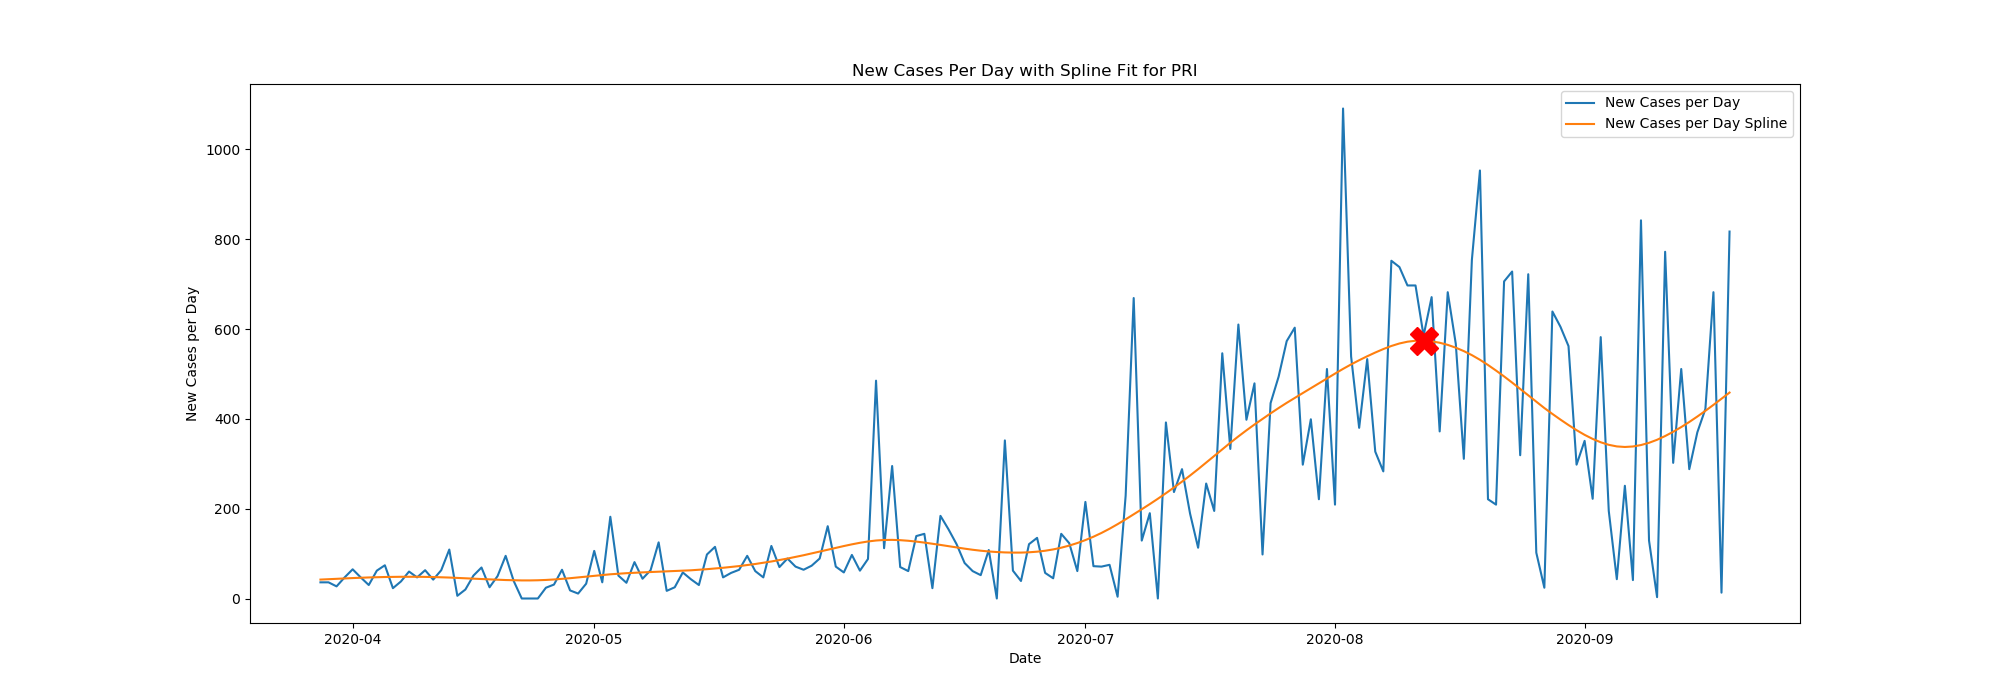 New Cases Per Day with Spline Fit for PRI
New Cases per Day
New Cases per Day Spline
New Cases per Day
1000
800
600
400
200
0
2020-04 2020-05 2020-06 2020-07 2020-08 2020-09
Date